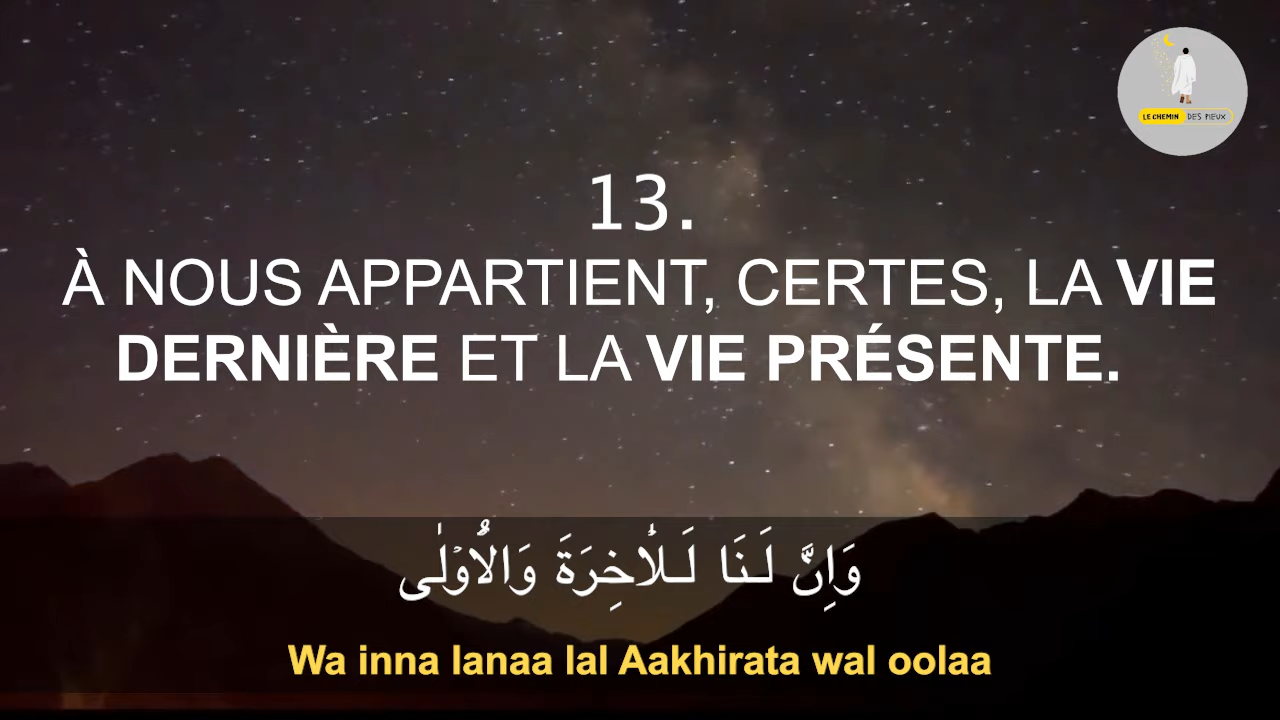 LE CHEMIN DES PIEUX
13.
À NOUS APPARTIENT, CERTES, LA VIE
DERNIÈRE ET LA VIE PRÉSENTE.
وَاِنَّ لَـنَا لَـلۡاٰخِرَةَ وَالۡاُوۡلٰى
Wa inna lanaa lal Aakhirata wal oolaa